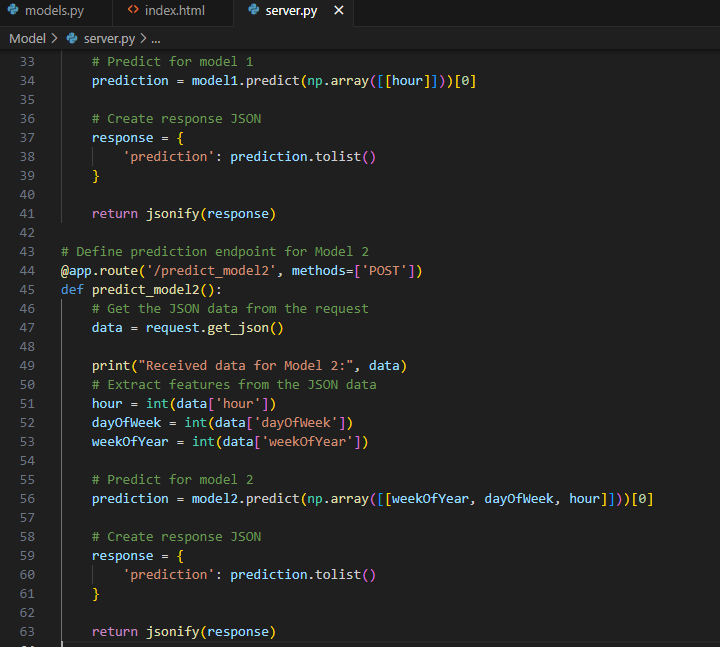 models.py <> index.html server.py ×
Model > server.py > ...
33 # Predict for model 1
34 prediction = model1.predict(np.array([[hour]]))[0]
35
36 # Create response JSON
37 response = {
38 'prediction': prediction.tolist()
39 }
40
41 return jsonify(response)
42
43 # Define prediction endpoint for Model 2
44 @app.route('/predict_model2', methods=['POST'])
45 def predict_model2():
46 # Get the JSON data from the request
47 data = request.get_json()
48
49 print("Received data for Model 2:", data)
50 # Extract features from the JSON data
51 hour = int(data['hour'])
52 dayOfWeek = int(data['dayOfWeek'])
53 weekOfYear = int(data['weekOfYear'])
54
55 # Predict for model 2
56 prediction = model2.predict(np.array([[weekOfYear, dayOfWeek, hour]]))[0]
57
58 # Create response JSON
59 response = {
60 'prediction': prediction.tolist()
61 }
62
63 return jsonify(response)